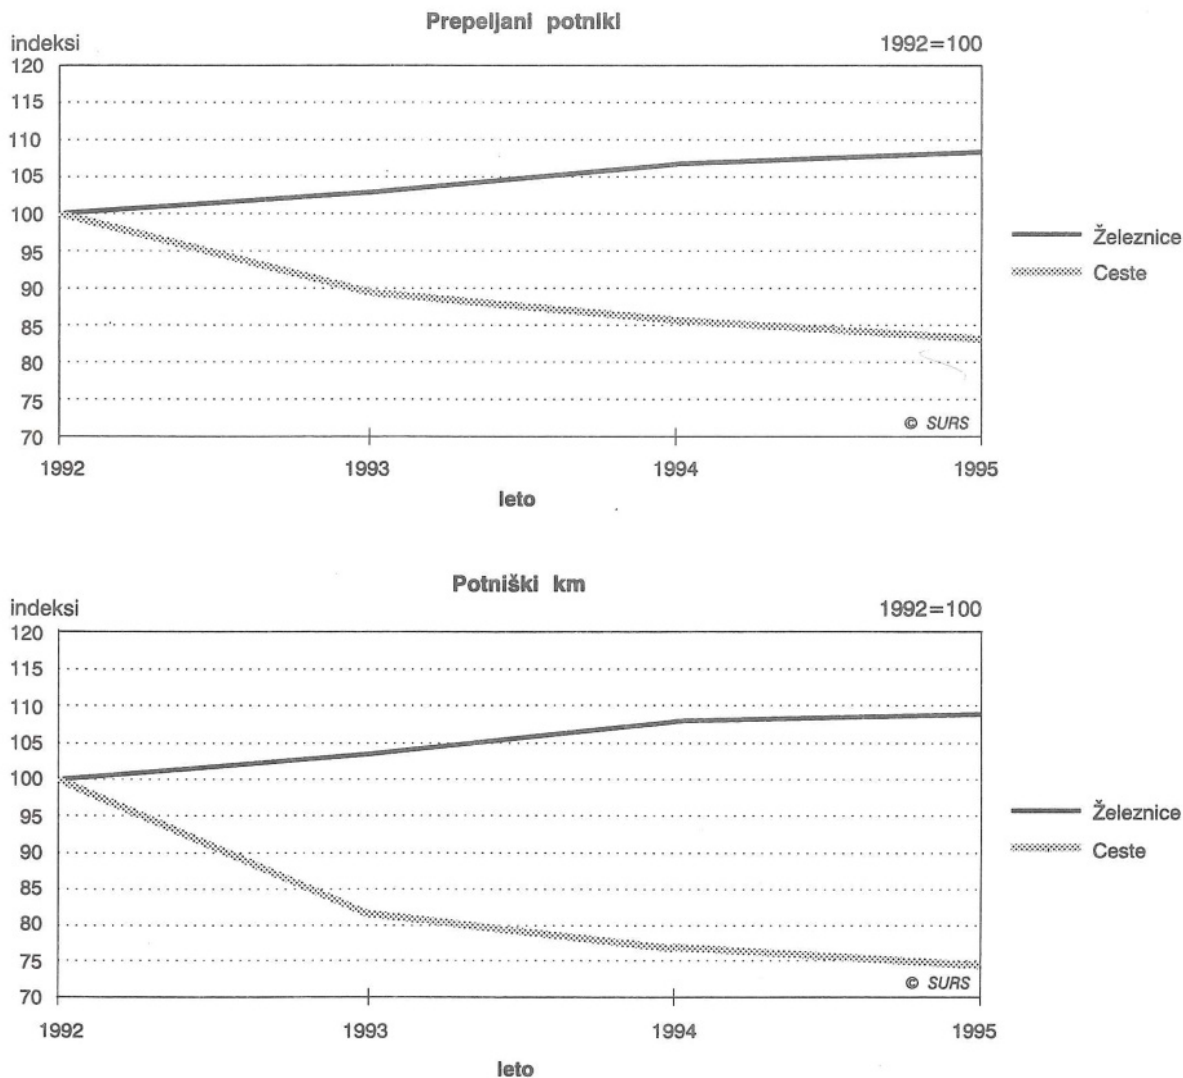 Prepeljani potniki
indeksi 1992=100
120
115
110
105
100
95
90
85
80
75
70
Železnice
Ceste
© SURS
1992 1993 1994 1995
leto
Potniški km
indeksi 1992=100
120
115
110
105
100
95
90
85
80
75
70
Železnice
Ceste
© SURS
1992 1993 1994 1995
leto